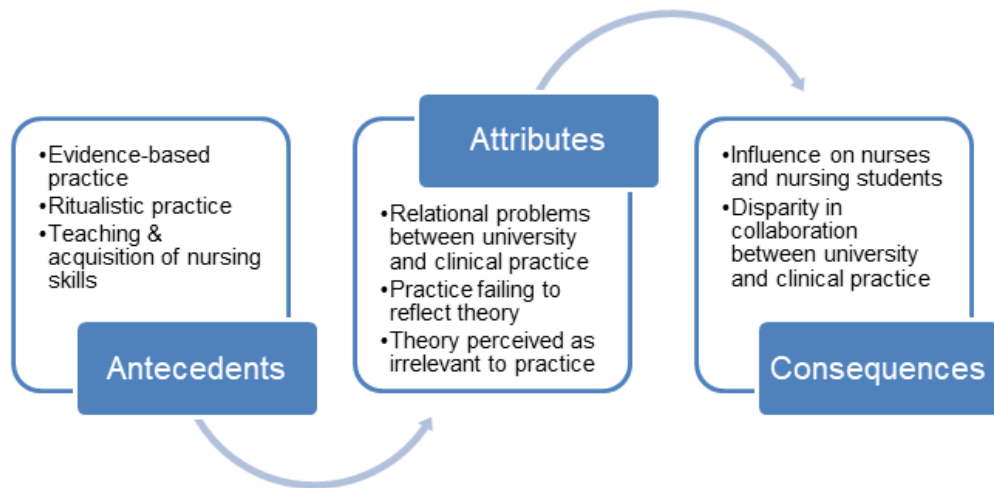 •Evidence-based
practice
•Ritualistic practice
•Teaching &
acquisition of nursing
skills
Antecedents
Attributes
•Relational problems
between university
and clinical practice
•Practice failing to
reflect theory
•Theory perceived as
irrelevant to practice
•Influence on nurses
and nursing students
•Disparity in
collaboration
between university
and clinical practice
Consequences